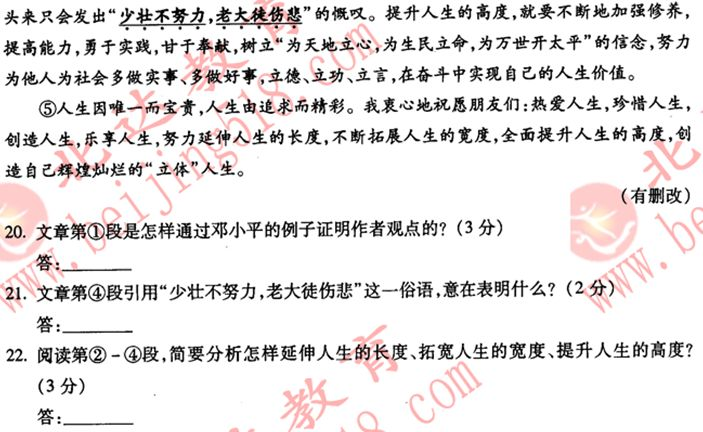 头来只会发出“少壮不努力,老大徒伤悲”的慨叹。提升人生的高度,就要不断地加强修养,
提高能力,勇于实践,甘于奉献,树立“为天地立心,为生民立命,为万世开太平”的信念,努力
为他人为社会多做实事、多做好事,立德、立功、立言,在奋斗中实现自己的人生价值。
⑤人生因唯一而宝贵,人生由追求而精彩。我衷心地祝愿朋友们:热爱人生,珍惜人生,
创造人生,乐享人生,努力延伸人生的长度,不断拓展人生的宽度,全面提升人生的高度,创
造自己辉煌灿烂的“立体”人生。
(有删改)
20. 文章第①段是怎样通过邓小平的例子证明作者观点的?(3分)
答:________
21. 文章第④段引用“少壮不努力,老大徒伤悲”这一俗语,意在表明什么?(2分)
答:________
22. 阅读第②-④段,简要分析怎样延伸人生的长度、拓宽人生的宽度、提升人生的高度?
(3分)
答:________
北达教育
www.beijing618.com
北
www.be
达教育
618.com